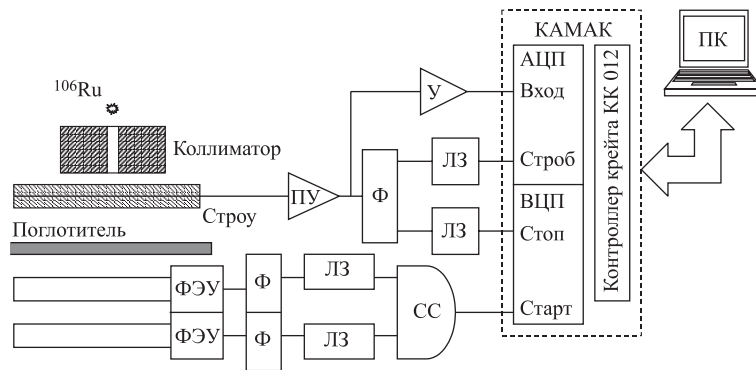 КАМАК
ПК
АЦП
Вход
Строб
ВЦП
Стоп
Старт
Контроллер крейта КК 012
¹⁰⁶Ru
Коллиматор
У
ЛЗ
ПУ
Ф
Строу
ЛЗ
Поглотитель
ФЭУ
Ф
ЛЗ
СС
ФЭУ
Ф
ЛЗ